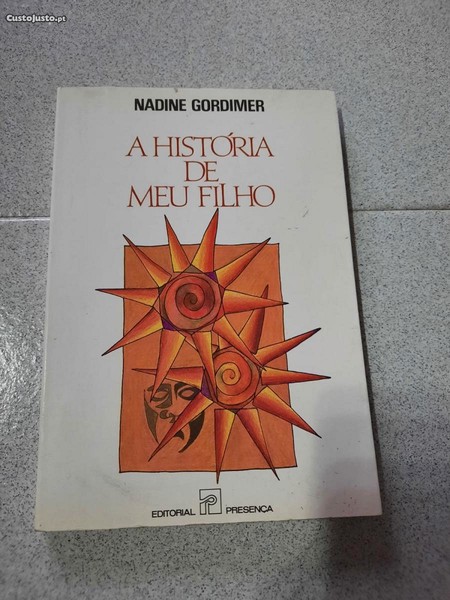 CustoJusto.pt
NADINE GORDIMER
A HISTÓRIA
DE
MEU FILHO
EDITORIAL PRESENÇA